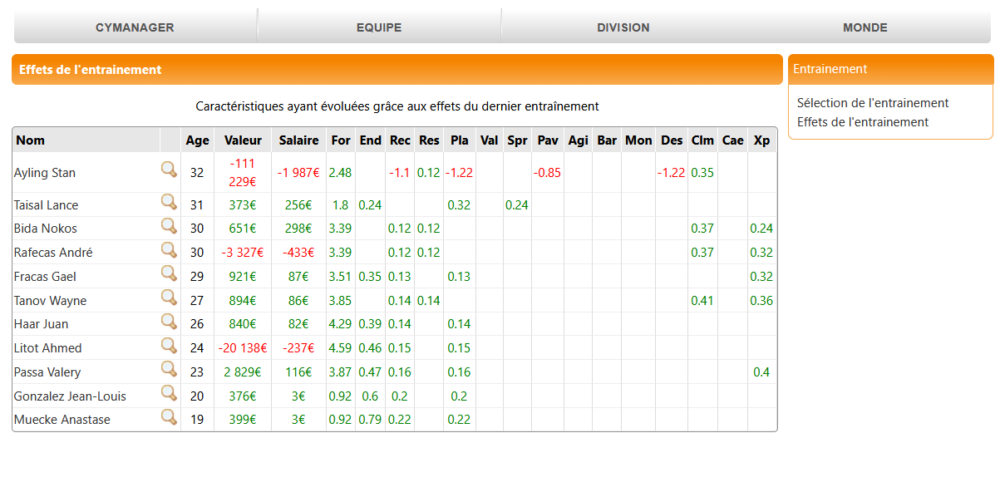 CYMANAGER EQUIPE DIVISION MONDE
Effets de l'entrainement
Entrainement
Caractéristiques ayant évoluées grâce aux effets du dernier entraînement
Sélection de l'entrainement
Effets de l'entrainement
Nom Age Valeur Salaire For End Rec Res Pla Val Spr Pav Agi Bar Mon Des Clm Cae Xp
Ayling Stan 32 -111 229€ -1 987€ 2.48 -1.1 0.12 -1.22 -0.85 -1.22 0.35
Taisal Lance 31 373€ 256€ 1.8 0.24 0.32 0.24
Bida Nokos 30 651€ 298€ 3.39 0.12 0.12 0.37 0.24
Rafecas André 30 -3 327€ -433€ 3.39 0.12 0.12 0.37 0.32
Fracas Gael 29 921€ 87€ 3.51 0.35 0.13 0.13 0.32
Tanov Wayne 27 894€ 86€ 3.85 0.14 0.14 0.41 0.36
Haar Juan 26 840€ 82€ 4.29 0.39 0.14 0.14
Litot Ahmed 24 -20 138€ -237€ 4.59 0.46 0.15 0.15
Passa Valery 23 2 829€ 116€ 3.87 0.47 0.16 0.16 0.4
Gonzalez Jean-Louis 20 376€ 3€ 0.92 0.6 0.2 0.2
Muecke Anastase 19 399€ 3€ 0.92 0.79 0.22 0.22